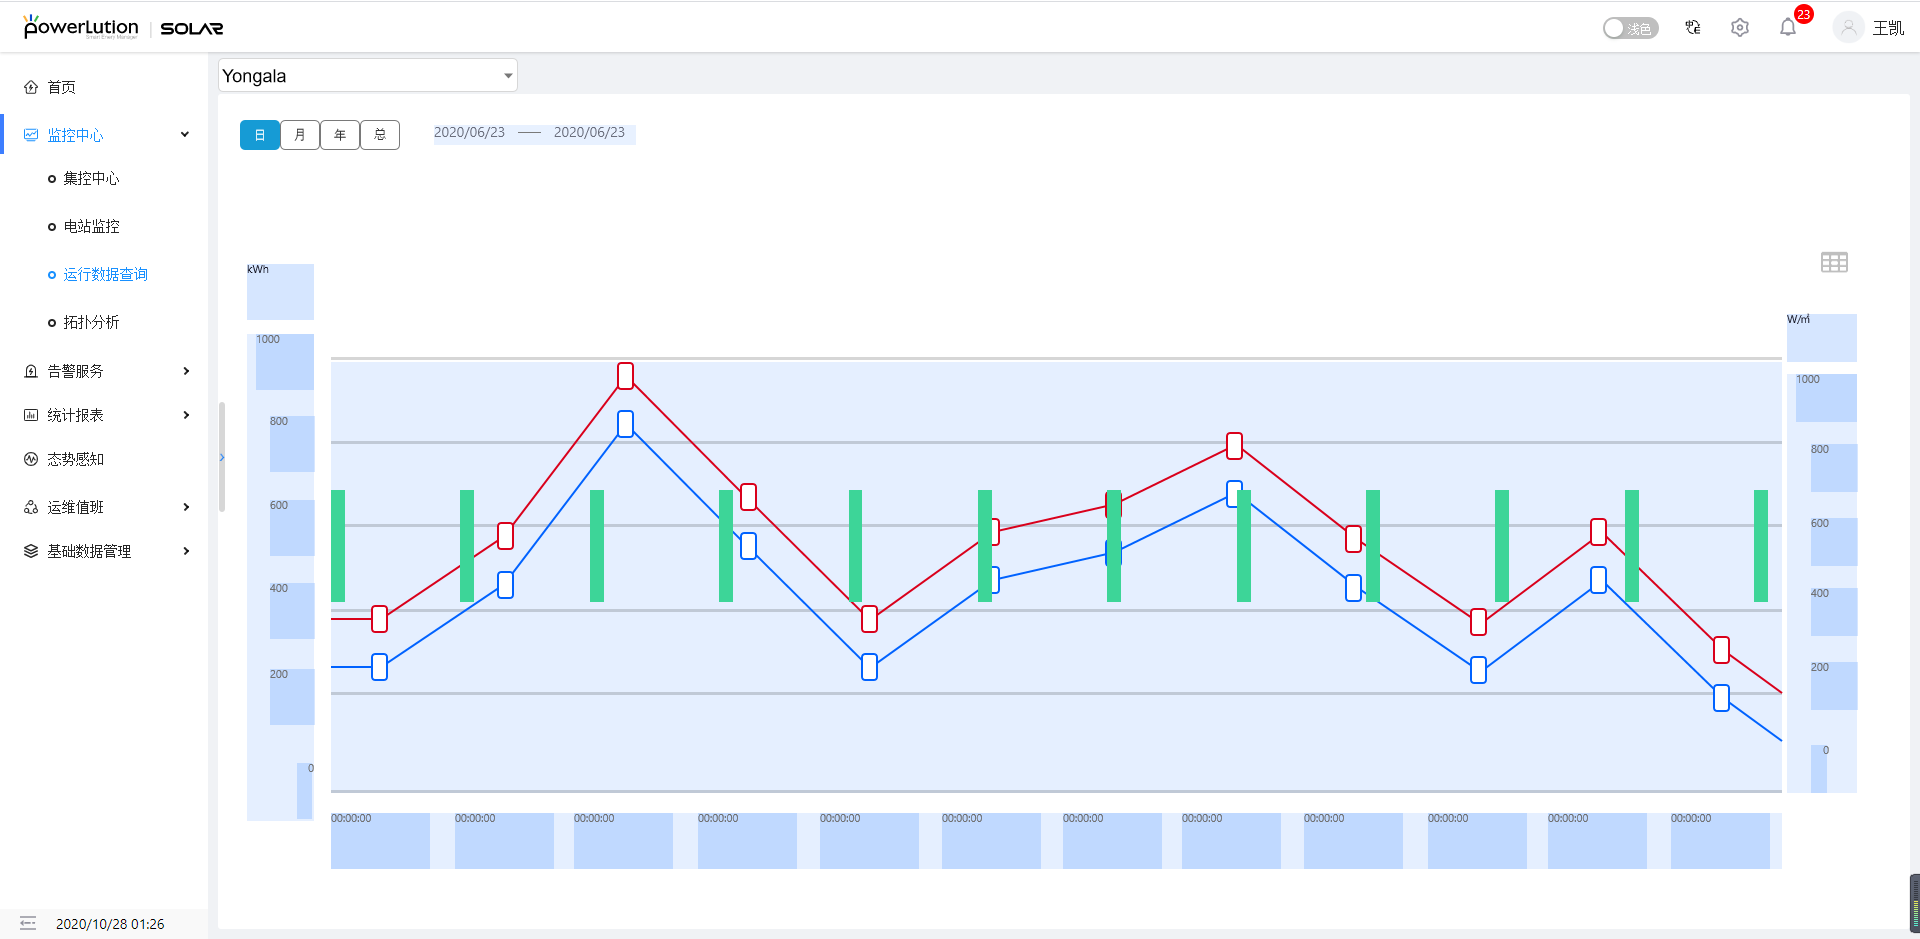 PowerLution | SOLAR
Smart Enery Manager
浅色
23
王凯
首页
监控中心
集控中心
电站监控
运行数据查询
拓扑分析
告警服务
统计报表
态势感知
运维值班
基础数据管理
2020/10/28 01:26
Yongala
日 月 年 总
2020/06/23 —— 2020/06/23
kWh
1000
800
600
400
200
0
W/㎡
1000
800
600
400
200
0
00:00:00 00:00:00 00:00:00 00:00:00 00:00:00 00:00:00 00:00:00 00:00:00 00:00:00 00:00:00 00:00:00 00:00:00